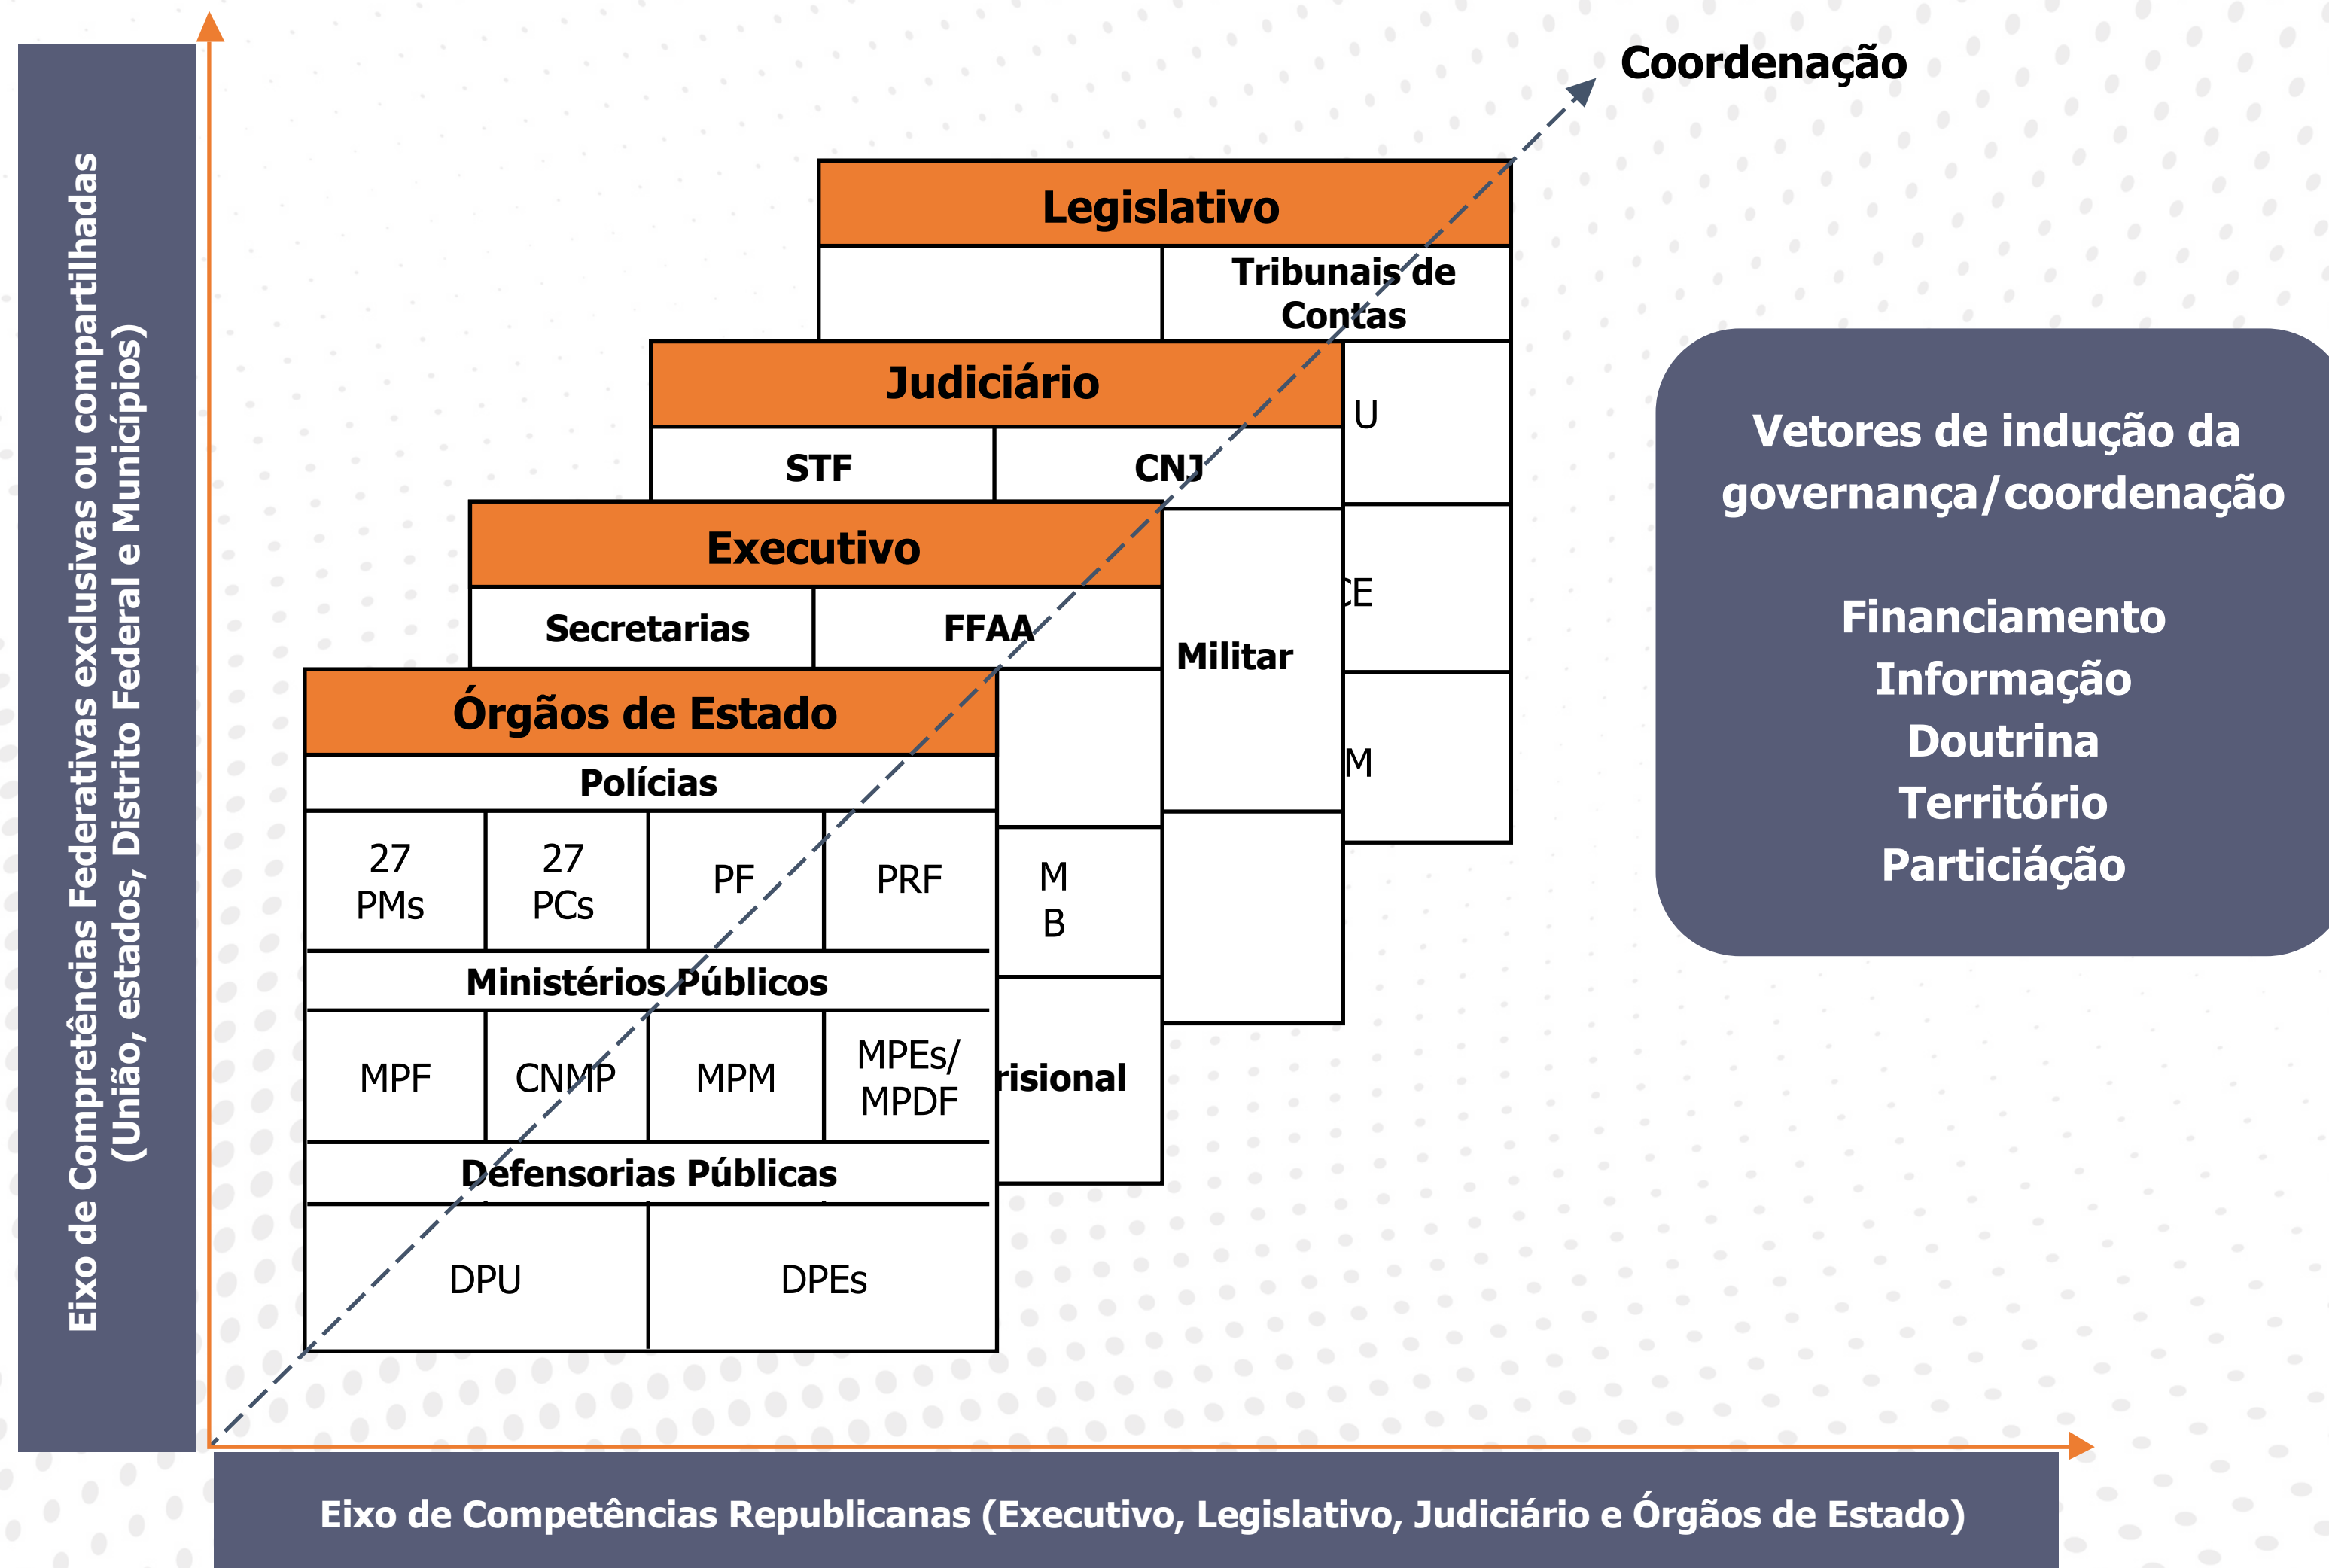 Coordenação
Eixo de Compretências Federativas exclusivas ou compartilhadas
(União, estados, Distrito Federal e Municípios)
Legislativo
Tribunais de
Contas
U
CE
M
Judiciário
STF
CNJ
Militar
Executivo
Secretarias
FFAA
M
B
risional
Órgãos de Estado
Polícias
27
PMs
27
PCs
PF
PRF
Ministérios Públicos
MPF
CNMP
MPM
MPEs/
MPDF
Defensorias Públicas
DPU
DPEs
Vetores de indução da
governança/coordenação
Financiamento
Informação
Doutrina
Território
Particiáção
Eixo de Competências Republicanas (Executivo, Legislativo, Judiciário e Órgãos de Estado)